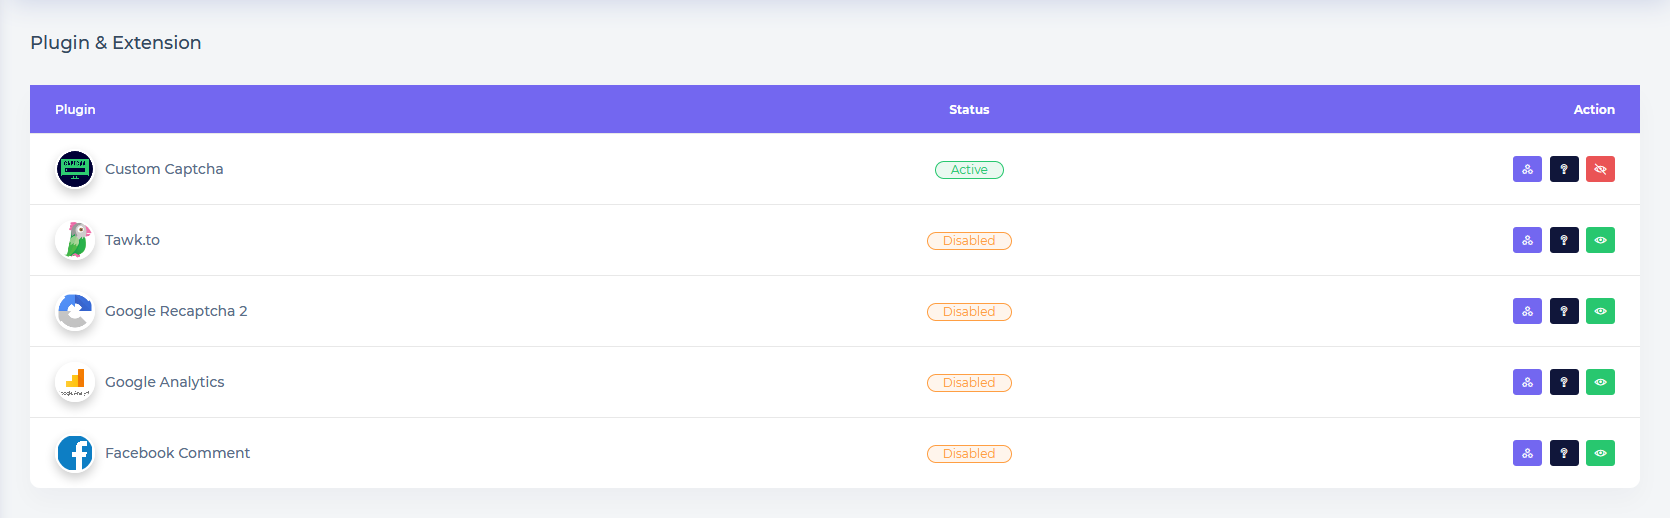 Plugin & Extension
Plugin Status Action
CAPTCHA
Custom Captcha Active
Tawk.to Disabled
Google Recaptcha 2 Disabled
Google Analytics Disabled
Facebook Comment Disabled